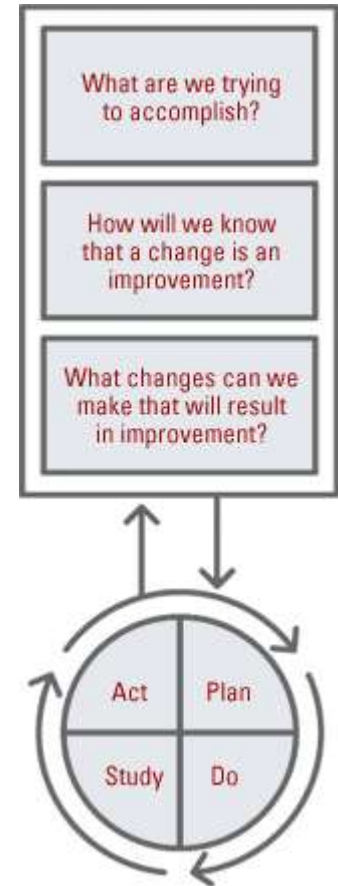 What are we trying
to accomplish?
How will we know
that a change is an
improvement?
What changes can we
make that will result
in improvement?
Act
Plan
Study
Do